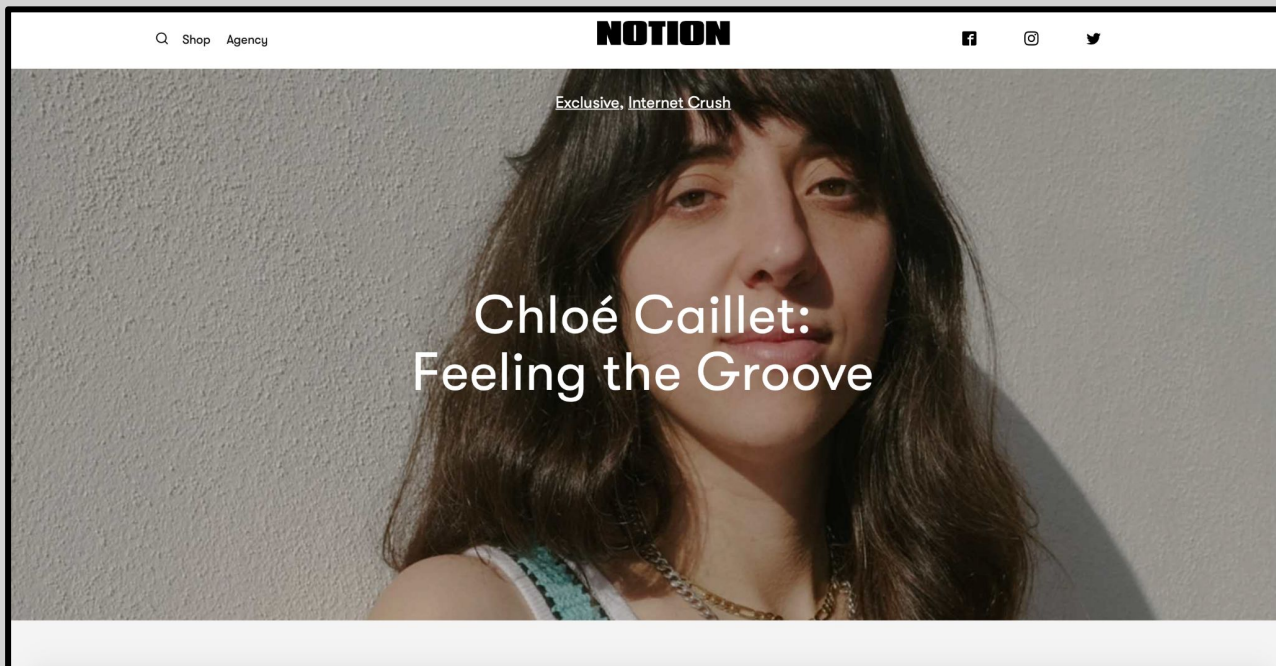 Shop Agency
NOTION
Exclusive, Internet Crush
Chloé Caillet:
Feeling the Groove